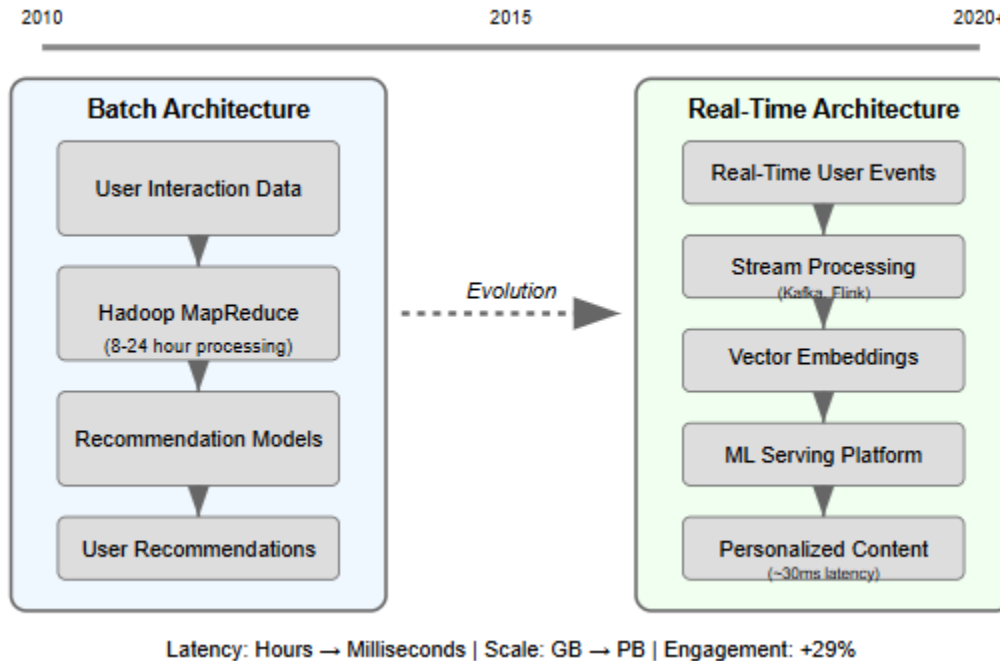 2010 2015 2020+
Batch Architecture
User Interaction Data
Hadoop MapReduce
(8-24 hour processing)
Recommendation Models
User Recommendations
Evolution
Real-Time Architecture
Real-Time User Events
Stream Processing
(Kafka, Flink)
Vector Embeddings
ML Serving Platform
Personalized Content
(~30ms latency)
Latency: Hours → Milliseconds | Scale: GB → PB | Engagement: +29%